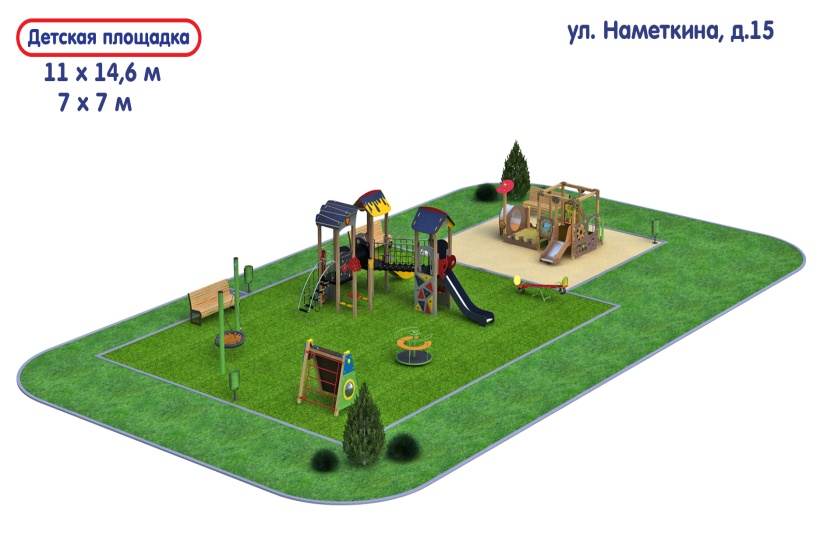 Детская площадка
11 х 14,6 м
7 х 7 м
ул. Наметкина, д.15